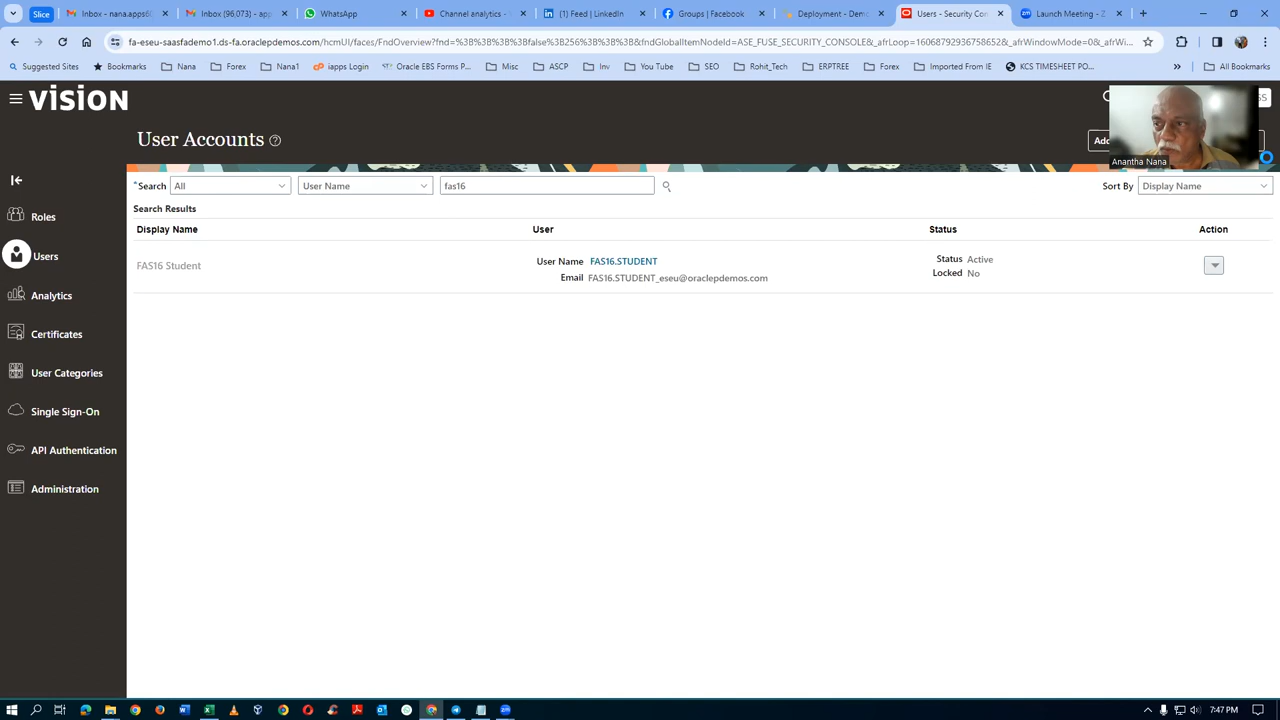 Slice
Inbox - nana.apps6(
Inbox (96,073) - app
WhatsApp
Channel analytics -
(1) Feed | LinkedIn
Groups | Facebook
Deployment - Dem
Users - Security Con
Launch Meeting - Z
fa-eseu-saasfademo1.ds-fa.oraclepdemos.com/hcmUI/faces/FndOverview?fnd=%3B%3B%3B%3Bfalse%3B256%3B%3B%3B&fndGlobalItemNodeId=ASE_FUSE_SECURITY_CONSOLE&_afrLoop=16068792936758652&_afrWindowMode=0&_afrWi...
Suggested Sites
Bookmarks
Nana
Forex
Nana1
iapps Login
Oracle EBS Forms P...
Misc
ASCP
Inv
You Tube
SEO
Rohit_Tech
ERPTREE
Forex
Imported From IE
KCS TIMESHEET PO...
All Bookmarks
VISION
User Accounts
Add
Anantha Nana
Roles
Users
Analytics
Certificates
User Categories
Single Sign-On
API Authentication
Administration
*Search All User Name fas16
Sort By Display Name
Search Results
Display Name User Status Action
FAS16 Student
User Name FAS16.STUDENT
Email FAS16.STUDENT_eseu@oraclepdemos.com
Status Active
Locked No
7:47 PM